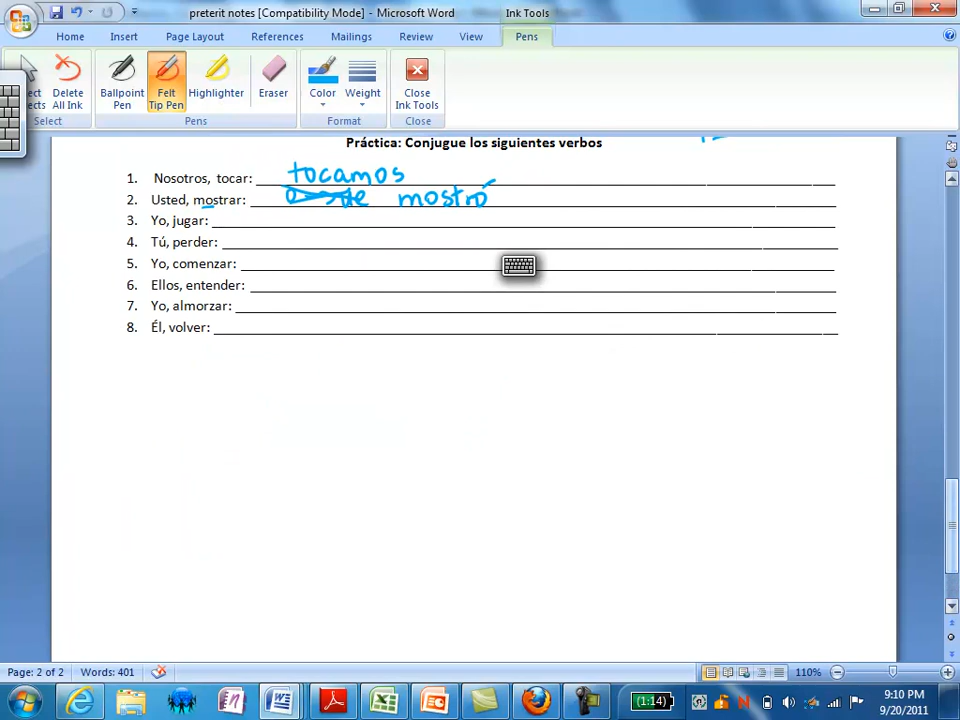 preterit notes [Compatibility Mode] - Microsoft Word
Ink Tools
Home Insert Page Layout References Mailings Review View Pens
Delete All Ink
Ballpoint Pen
Felt Tip Pen
Highlighter
Eraser
Color
Weight
Close Ink Tools
Select Pens Format Close
Práctica: Conjugue los siguientes verbos
1. Nosotros, tocar: tocamos
2. Usted, mostrar: mostró
3. Yo, jugar:
4. Tú, perder:
5. Yo, comenzar:
6. Ellos, entender:
7. Yo, almorzar:
8. Él, volver:
Page: 2 of 2 Words: 401 110%
(1:14) 9:10 PM
9/20/2011